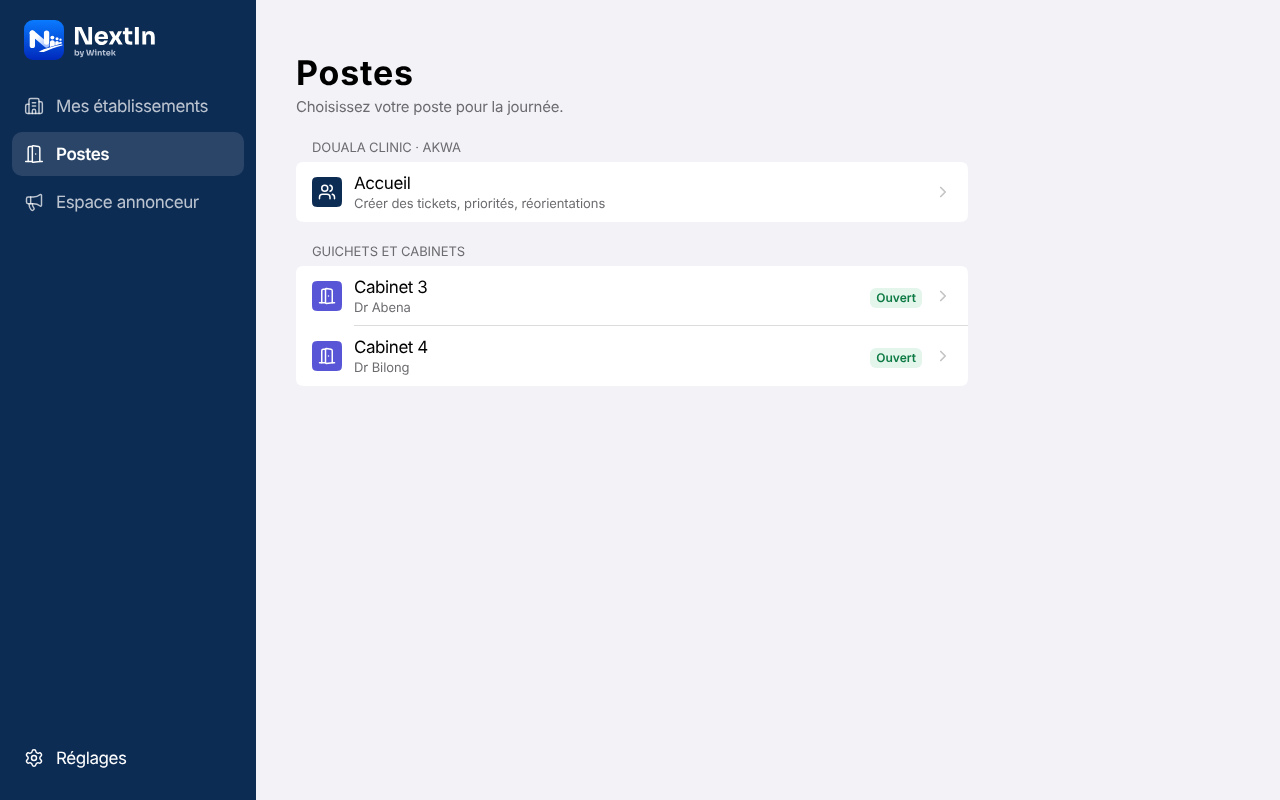 NextIn
by Wintek
Mes établissements
Postes
Espace annonceur
Réglages
Postes
Choisissez votre poste pour la journée.
DOUALA CLINIC · AKWA
Accueil
Créer des tickets, priorités, réorientations
GUICHETS ET CABINETS
Cabinet 3
Dr Abena
Ouvert
Cabinet 4
Dr Bilong
Ouvert